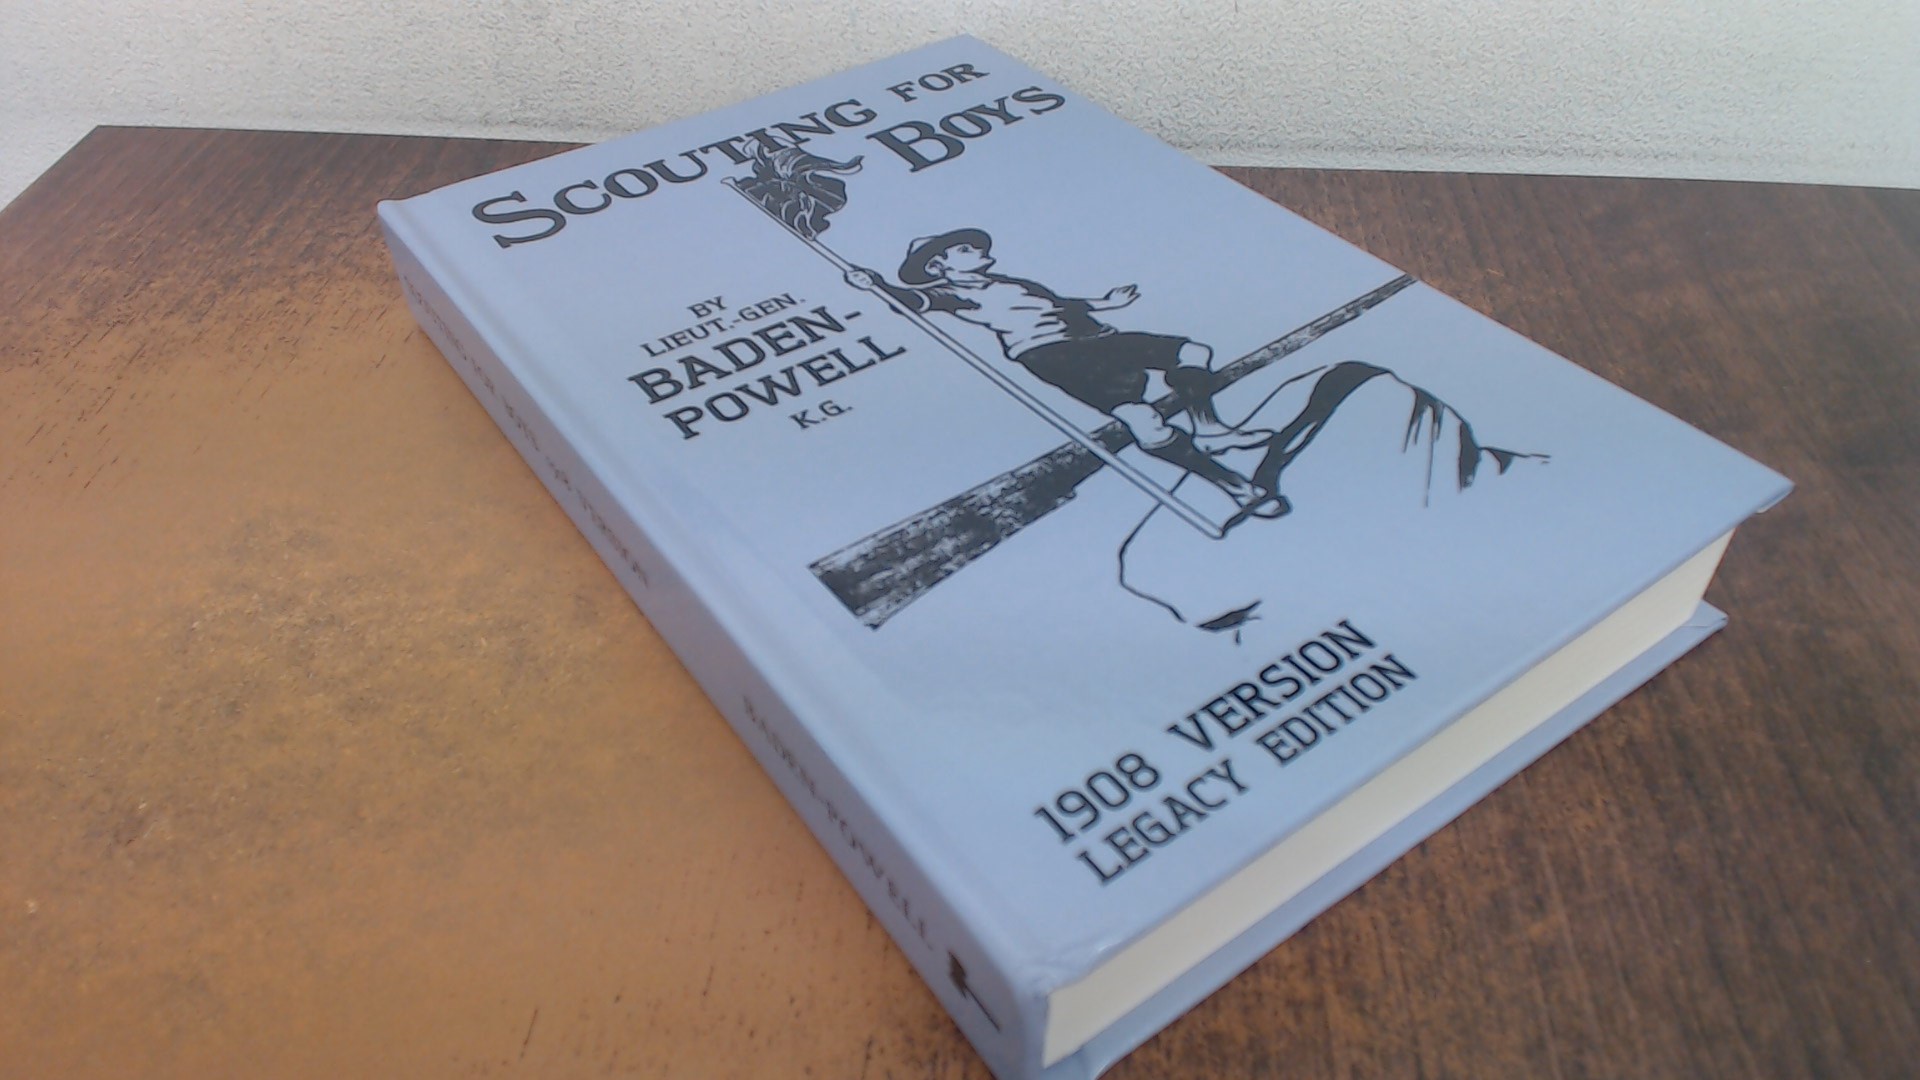 SCOUTING FOR
BOYS
BY
LIEUT.-GEN.
BADEN-
POWELL
K.G.
1908 VERSION
LEGACY EDITION
BADEN-POWELL